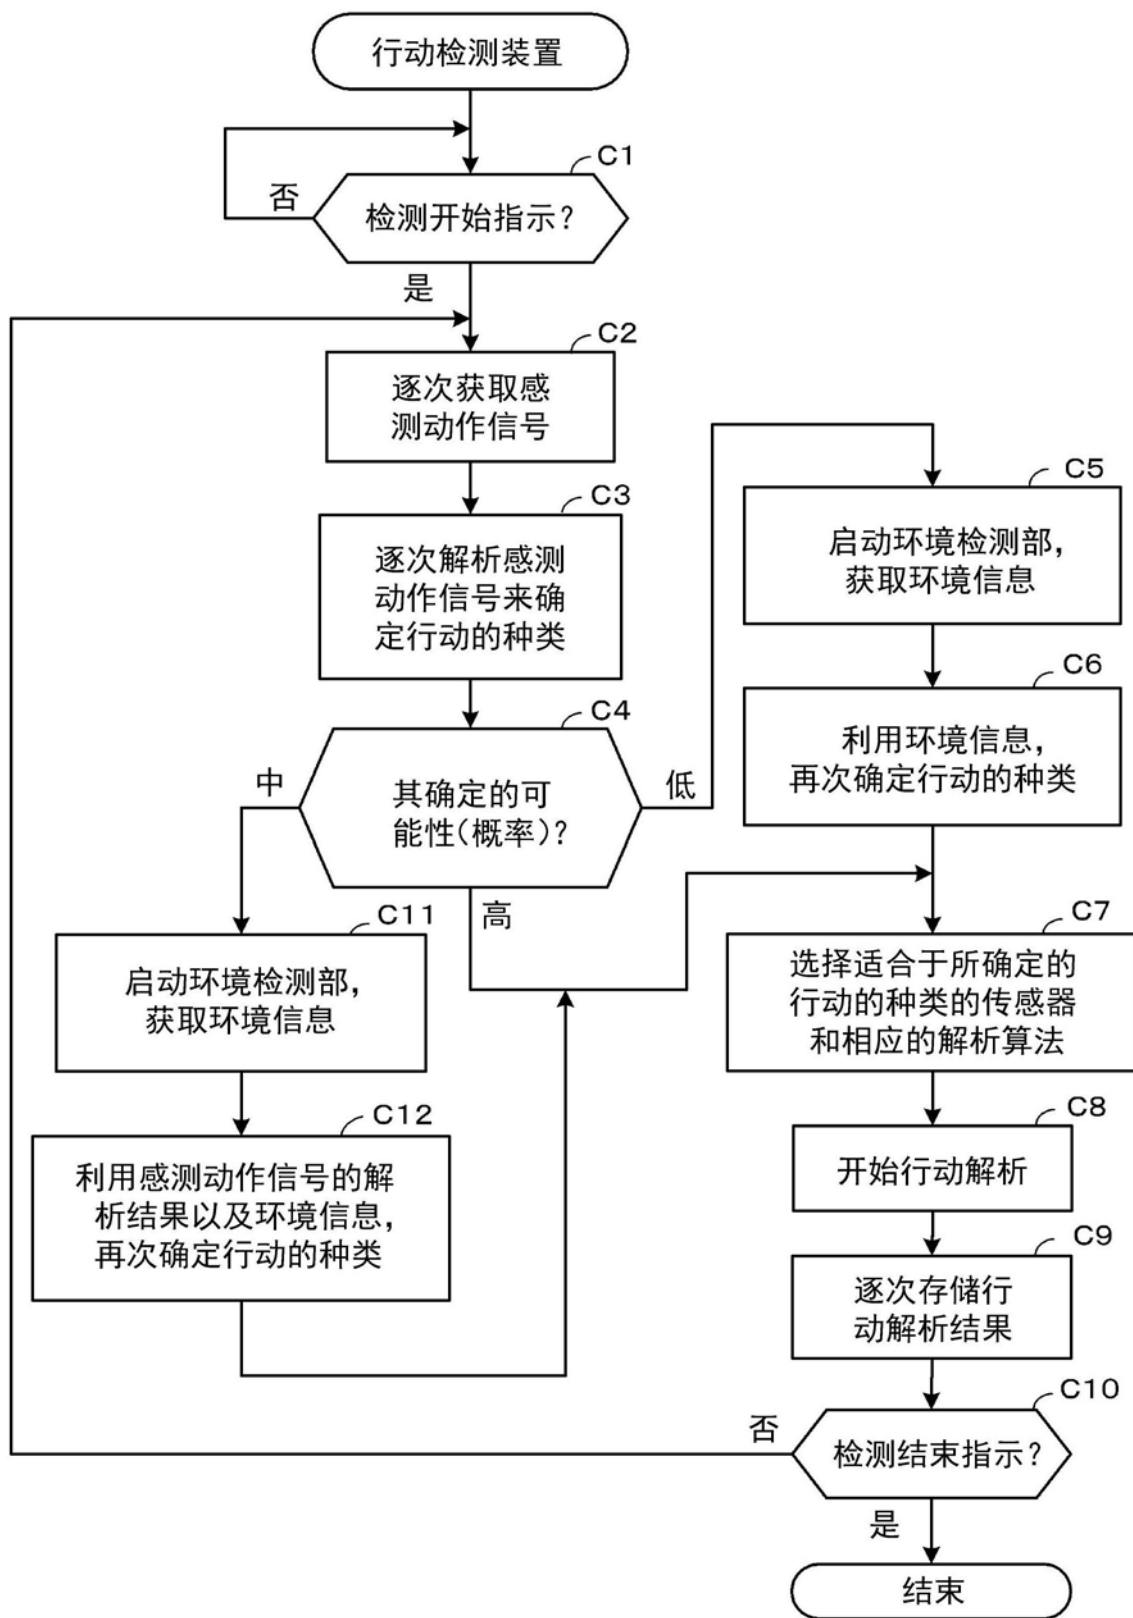 行动检测装置
C1
检测开始指示？
否
是
C2
逐次获取感
测动作信号
C3
逐次解析感测
动作信号来确
定行动的种类
C4
其确定的可
能性(概率)？
中
低
高
C5
启动环境检测部，
获取环境信息
C6
利用环境信息，
再次确定行动的种类
C11
启动环境检测部，
获取环境信息
C12
利用感测动作信号的解
析结果以及环境信息，
再次确定行动的种类
C7
选择适合于所确定的
行动的种类的传感器
和相应的解析算法
C8
开始行动解析
C9
逐次存储行
动解析结果
C10
检测结束指示？
否
是
结束